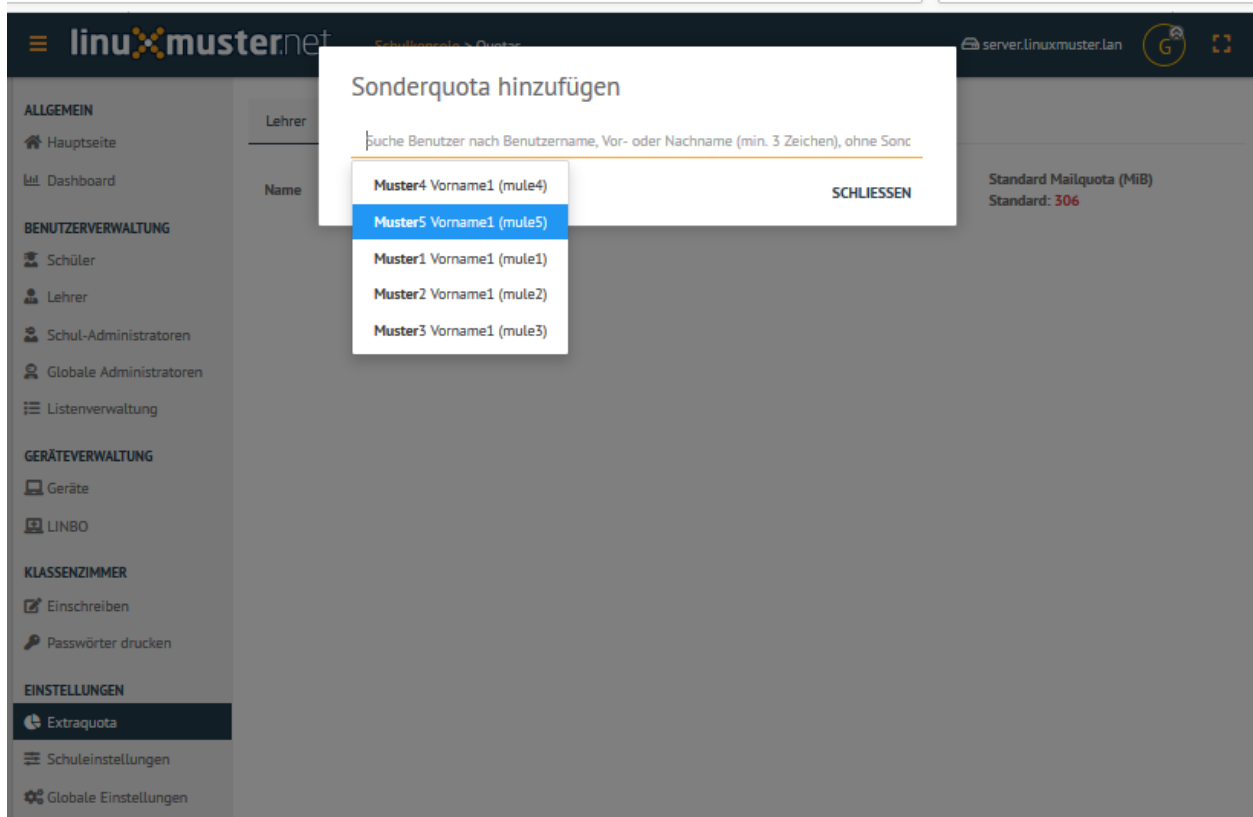 linuxmuster.net
Schulkonsole > Quotas
server.linuxmuster.lan
G
ALLGEMEIN
Hauptseite
Dashboard
BENUTZERVERWALTUNG
Schüler
Lehrer
Schul-Administratoren
Globale Administratoren
Listenverwaltung
GERÄTEVERWALTUNG
Geräte
LINBO
KLASSENZIMMER
Einschreiben
Passwörter drucken
EINSTELLUNGEN
Extraquota
Schuleinstellungen
Globale Einstellungen
Lehrer
Name
Standard Mailquota (MiB)
Standard: 306
Sonderquota hinzufügen
Suche Benutzer nach Benutzername, Vor- oder Nachname (min. 3 Zeichen), ohne Sonc
Muster4 Vorname1 (mule4)
Muster5 Vorname1 (mule5)
Muster1 Vorname1 (mule1)
Muster2 Vorname1 (mule2)
Muster3 Vorname1 (mule3)
SCHLIESSEN